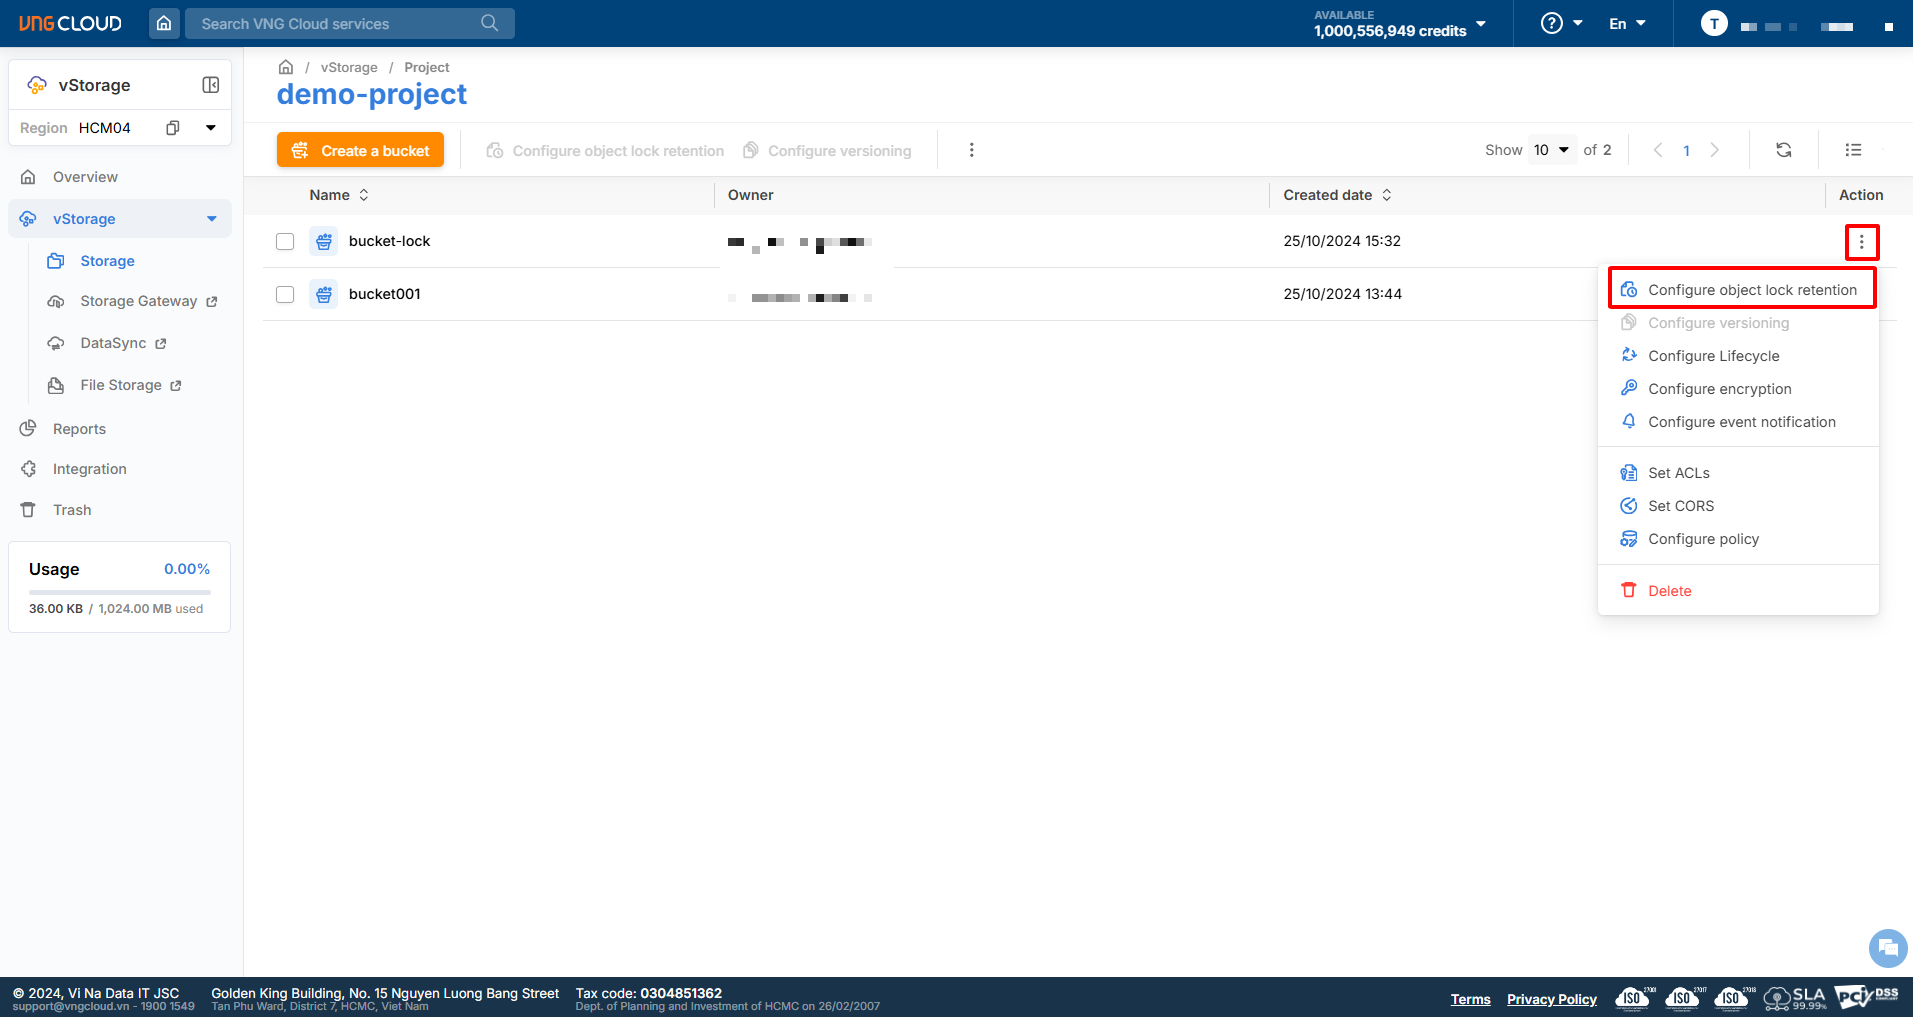 VNG CLOUD
Search VNG Cloud services
AVAILABLE
1,000,556,949 credits
?
En
T
vStorage
Region HCM04
Overview
vStorage
Storage
Storage Gateway
DataSync
File Storage
Reports
Integration
Trash
Usage 0.00%
36.00 KB / 1,024.00 MB used
/ vStorage / Project
demo-project
Create a bucket
Configure object lock retention
Configure versioning
Show 10 of 2
1
Name Owner Created date Action
bucket-lock 25/10/2024 15:32
bucket001 25/10/2024 13:44
Configure object lock retention
Configure versioning
Configure Lifecycle
Configure encryption
Configure event notification
Set ACLs
Set CORS
Configure policy
Delete
© 2024, Vi Na Data IT JSC
support@vngcloud.vn - 1900 1549
Golden King Building, No. 15 Nguyen Luong Bang Street
Tan Phu Ward, District 7, HCMC, Viet Nam
Tax code: 0304851362
Dept. of Planning and Investment of HCMC on 26/02/2007
Terms
Privacy Policy
ISO 27001
ISO 27017
ISO 27018
SLA
99.99%
PCI DSS